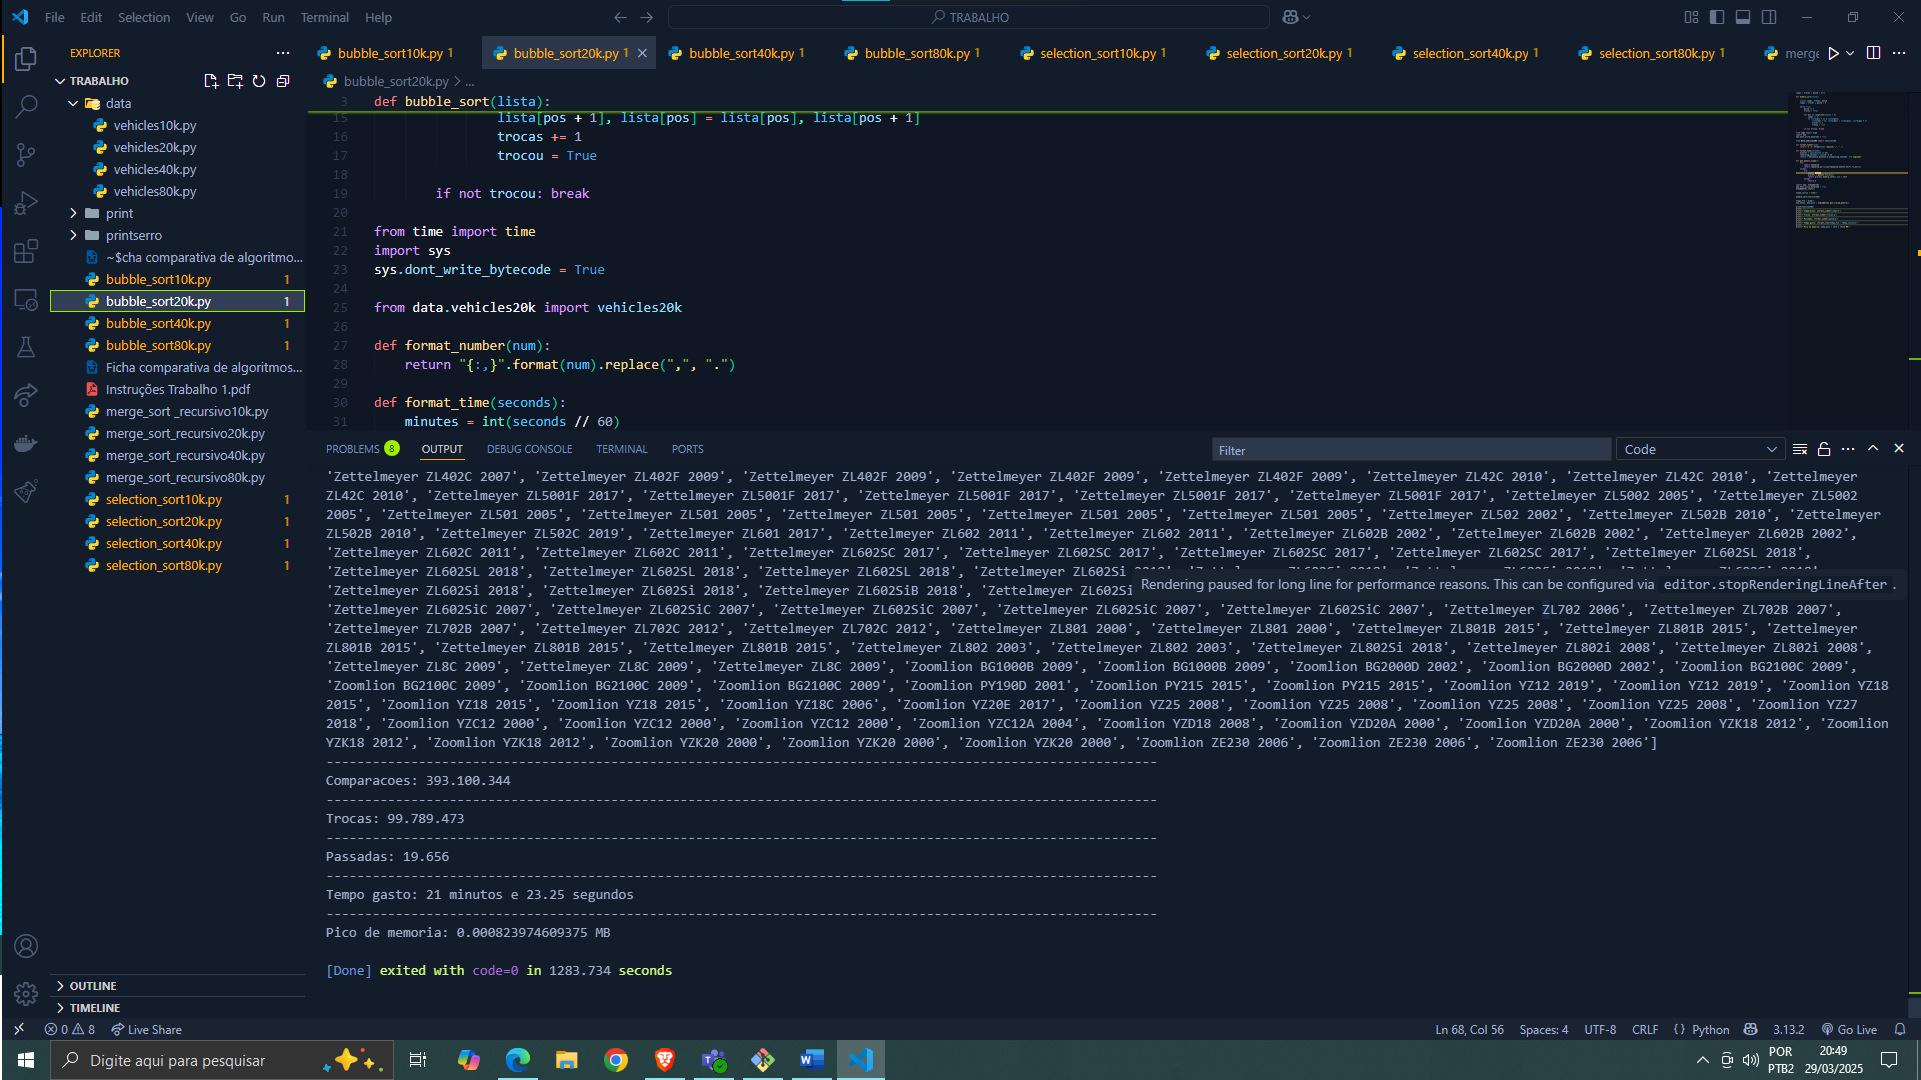 File Edit Selection View Go Run Terminal Help
TRABALHO
EXPLORER
bubble_sort10k.py 1
bubble_sort20k.py 1
bubble_sort40k.py 1
bubble_sort80k.py 1
selection_sort10k.py 1
selection_sort20k.py 1
selection_sort40k.py 1
selection_sort80k.py 1
merge
TRABALHO
data
vehicles10k.py
vehicles20k.py
vehicles40k.py
vehicles80k.py
print
printserro
~$cha comparativa de algoritmo...
bubble_sort10k.py 1
bubble_sort20k.py 1
bubble_sort40k.py 1
bubble_sort80k.py 1
Ficha comparativa de algoritmos...
Instruções Trabalho 1.pdf
merge_sort _recursivo10k.py
merge_sort_recursivo20k.py
merge_sort_recursivo40k.py
merge_sort_recursivo80k.py
selection_sort10k.py 1
selection_sort20k.py 1
selection_sort40k.py 1
selection_sort80k.py 1
OUTLINE
TIMELINE
bubble_sort20k.py > ...
3 def bubble_sort(lista):
15 lista[pos + 1], lista[pos] = lista[pos], lista[pos + 1]
16 trocas += 1
17 trocou = True
18
19 if not trocou: break
20
21 from time import time
22 import sys
23 sys.dont_write_bytecode = True
24
25 from data.vehicles20k import vehicles20k
26
27 def format_number(num):
28 return "{:,}".format(num).replace(",", ".")
29
30 def format_time(seconds):
31 minutes = int(seconds // 60)
PROBLEMS 8 OUTPUT DEBUG CONSOLE TERMINAL PORTS
Filter
Code
'Zettelmeyer ZL402C 2007', 'Zettelmeyer ZL402F 2009', 'Zettelmeyer ZL402F 2009', 'Zettelmeyer ZL402F 2009', 'Zettelmeyer ZL402F 2009', 'Zettelmeyer ZL42C 2010', 'Zettelmeyer ZL42C 2010', 'Zettelmeyer
ZL42C 2010', 'Zettelmeyer ZL5001F 2017', 'Zettelmeyer ZL5001F 2017', 'Zettelmeyer ZL5001F 2017', 'Zettelmeyer ZL5001F 2017', 'Zettelmeyer ZL5001F 2017', 'Zettelmeyer ZL5002 2005', 'Zettelmeyer ZL5002
2005', 'Zettelmeyer ZL501 2005', 'Zettelmeyer ZL501 2005', 'Zettelmeyer ZL501 2005', 'Zettelmeyer ZL501 2005', 'Zettelmeyer ZL501 2005', 'Zettelmeyer ZL502 2002', 'Zettelmeyer ZL502B 2010', 'Zettelmeyer
ZL502B 2010', 'Zettelmeyer ZL502C 2019', 'Zettelmeyer ZL601 2017', 'Zettelmeyer ZL602 2011', 'Zettelmeyer ZL602 2011', 'Zettelmeyer ZL602B 2002', 'Zettelmeyer ZL602B 2002', 'Zettelmeyer ZL602B 2002',
'Zettelmeyer ZL602C 2011', 'Zettelmeyer ZL602C 2011', 'Zettelmeyer ZL602SC 2017', 'Zettelmeyer ZL602SC 2017', 'Zettelmeyer ZL602SC 2017', 'Zettelmeyer ZL602SC 2017', 'Zettelmeyer ZL602SL 2018',
'Zettelmeyer ZL602SL 2018', 'Zettelmeyer ZL602SL 2018', 'Zettelmeyer ZL602SL 2018', 'Zettelmeyer ZL602Si
'Zettelmeyer ZL602Si 2018', 'Zettelmeyer ZL602Si 2018', 'Zettelmeyer ZL602SiB 2018', 'Zettelmeyer ZL602Si
Rendering paused for long line for performance reasons. This can be configured via editor.stopRenderingLineAfter .
'Zettelmeyer ZL602SiC 2007', 'Zettelmeyer ZL602SiC 2007', 'Zettelmeyer ZL602SiC 2007', 'Zettelmeyer ZL602SiC 2007', 'Zettelmeyer ZL602SiC 2007', 'Zettelmeyer ZL702 2006', 'Zettelmeyer ZL702B 2007',
'Zettelmeyer ZL702B 2007', 'Zettelmeyer ZL702C 2012', 'Zettelmeyer ZL702C 2012', 'Zettelmeyer ZL801 2000', 'Zettelmeyer ZL801 2000', 'Zettelmeyer ZL801B 2015', 'Zettelmeyer ZL801B 2015', 'Zettelmeyer
ZL801B 2015', 'Zettelmeyer ZL801B 2015', 'Zettelmeyer ZL801B 2015', 'Zettelmeyer ZL802 2003', 'Zettelmeyer ZL802 2003', 'Zettelmeyer ZL802Si 2018', 'Zettelmeyer ZL802i 2008', 'Zettelmeyer ZL802i 2008',
'Zettelmeyer ZL8C 2009', 'Zettelmeyer ZL8C 2009', 'Zettelmeyer ZL8C 2009', 'Zoomlion BG1000B 2009', 'Zoomlion BG1000B 2009', 'Zoomlion BG2000D 2002', 'Zoomlion BG2000D 2002', 'Zoomlion BG2100C 2009',
'Zoomlion BG2100C 2009', 'Zoomlion BG2100C 2009', 'Zoomlion BG2100C 2009', 'Zoomlion PY190D 2001', 'Zoomlion PY215 2015', 'Zoomlion PY215 2015', 'Zoomlion YZ12 2019', 'Zoomlion YZ12 2019', 'Zoomlion YZ18
2015', 'Zoomlion YZ18 2015', 'Zoomlion YZ18 2015', 'Zoomlion YZ18C 2006', 'Zoomlion YZ20E 2017', 'Zoomlion YZ25 2008', 'Zoomlion YZ25 2008', 'Zoomlion YZ25 2008', 'Zoomlion YZ25 2008', 'Zoomlion YZ27
2018', 'Zoomlion YZC12 2000', 'Zoomlion YZC12 2000', 'Zoomlion YZC12 2000', 'Zoomlion YZC12A 2004', 'Zoomlion YZD18 2008', 'Zoomlion YZD20A 2000', 'Zoomlion YZD20A 2000', 'Zoomlion YZK18 2012', 'Zoomlion
YZK18 2012', 'Zoomlion YZK18 2012', 'Zoomlion YZK20 2000', 'Zoomlion YZK20 2000', 'Zoomlion YZK20 2000', 'Zoomlion ZE230 2006', 'Zoomlion ZE230 2006', 'Zoomlion ZE230 2006']
Comparacoes: 393.100.344
Trocas: 99.789.473
Passadas: 19.656
Tempo gasto: 21 minutos e 23.25 segundos
Pico de memoria: 0.000823974609375 MB
[Done] exited with code=0 in 1283.734 seconds
0 8 Live Share
Ln 68, Col 56 Spaces: 4 UTF-8 CRLF {} Python 3.13.2 Go Live
Digite aqui para pesquisar
POR
PTB2
20:49
29/03/2025